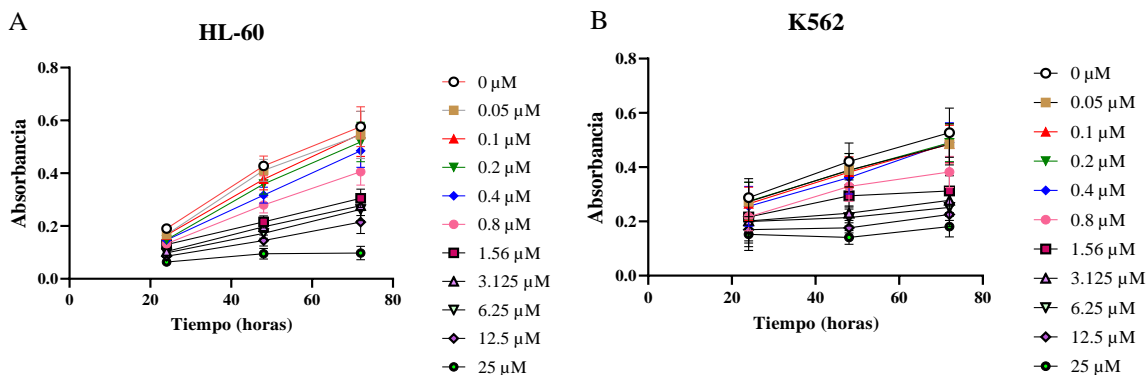 A
HL-60
Absorbancia
0.8
0.6
0.4
0.2
0.0
0
20
40
60
80
Tiempo (horas)
0 µM
0.05 µM
0.1 µM
0.2 µM
0.4 µM
0.8 µM
1.56 µM
3.125 µM
6.25 µM
12.5 µM
25 µM
B
K562
Absorbancia
0.8
0.6
0.4
0.2
0.0
0
20
40
60
80
Tiempo (horas)
0 µM
0.05 µM
0.1 µM
0.2 µM
0.4 µM
0.8 µM
1.56 µM
3.125 µM
6.25 µM
12.5 µM
25 µM